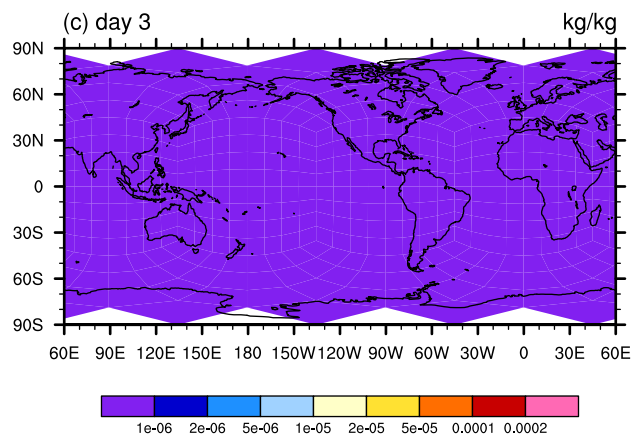 (c) day 3 kg/kg
90N
60N
30N
0
30S
60S
90S
60E 90E 120E 150E 180 150W 120W 90W 60W 30W 0 30E 60E
1e-06 2e-06 5e-06 1e-05 2e-05 5e-05 0.0001 0.0002